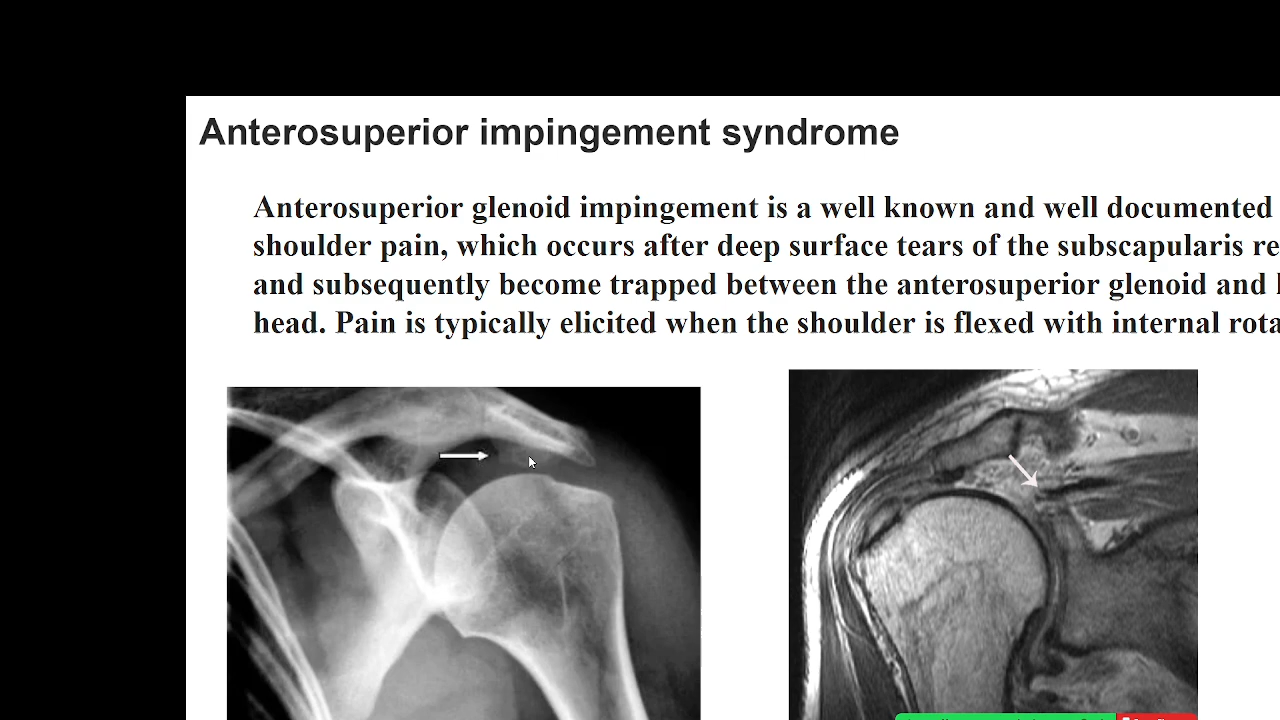 Anterosuperior impingement syndrome
Anterosuperior glenoid impingement is a well known and well documented
shoulder pain, which occurs after deep surface tears of the subscapularis
and subsequently become trapped between the anterosuperior glenoid and
head. Pain is typically elicited when the shoulder is flexed with internal